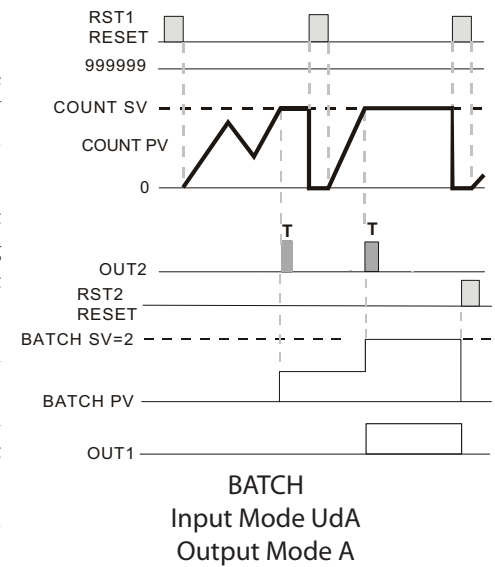 RST1
RESET
999999
COUNT SV
COUNT PV
0
T
T
OUT2
RST2
RESET
BATCH SV=2
BATCH PV
OUT1
BATCH
Input Mode UdA
Output Mode A